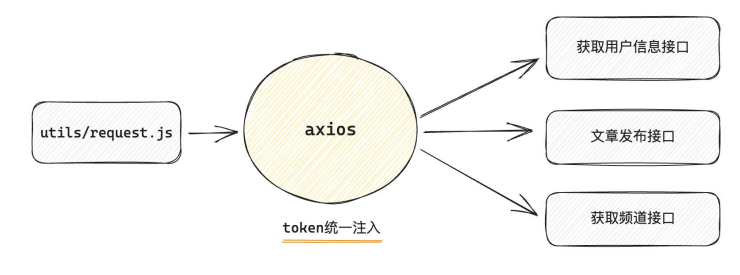 获取用户信息接口
utils/request.js
axios
文章发布接口
获取频道接口
token统一注入